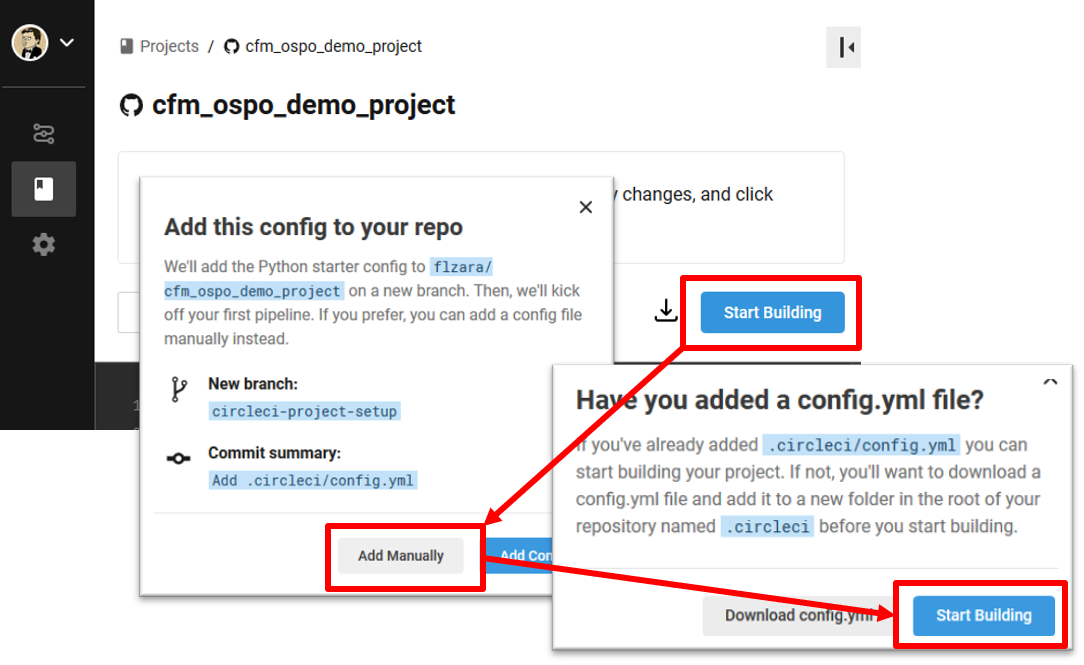 Projects / cfm_ospo_demo_project
cfm_ospo_demo_project
changes, and click
Start Building
Add this config to your repo
We'll add the Python starter config to flzara/
cfm_ospo_demo_project on a new branch. Then, we'll kick
off your first pipeline. If you prefer, you can add a config file
manually instead.
New branch:
circleci-project-setup
Commit summary:
Add .circleci/config.yml
Add Manually
Add
Have you added a config.yml file?
If you've already added .circleci/config.yml you can
start building your project. If not, you'll want to download a
config.yml file and add it to a new folder in the root of your
repository named .circleci before you start building.
Download config.yml
Start Building